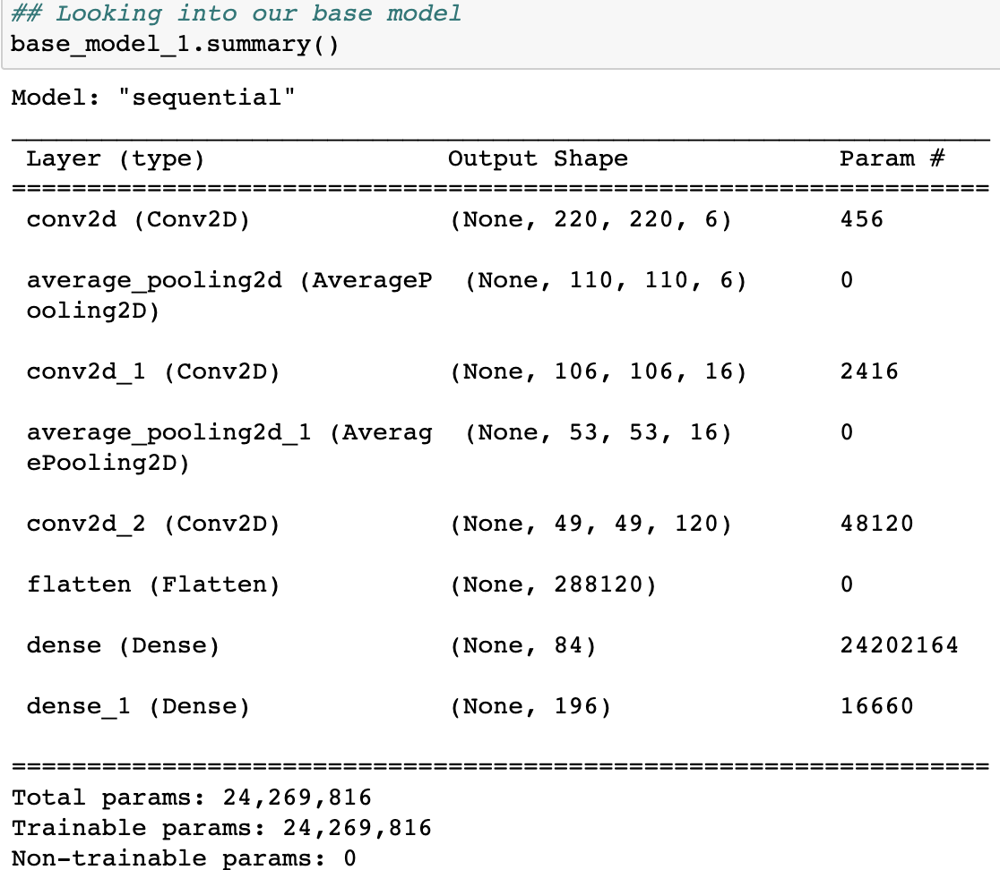 ## Looking into our base model
base_model_1.summary()
Model: "sequential"
_________________________________________________________________
Layer (type) Output Shape Param #
=================================================================
conv2d (Conv2D) (None, 220, 220, 6) 456
average_pooling2d (AverageP (None, 110, 110, 6) 0
ooling2D)
conv2d_1 (Conv2D) (None, 106, 106, 16) 2416
average_pooling2d_1 (Averag (None, 53, 53, 16) 0
ePooling2D)
conv2d_2 (Conv2D) (None, 49, 49, 120) 48120
flatten (Flatten) (None, 288120) 0
dense (Dense) (None, 84) 24202164
dense_1 (Dense) (None, 196) 16660
=================================================================
Total params: 24,269,816
Trainable params: 24,269,816
Non-trainable params: 0